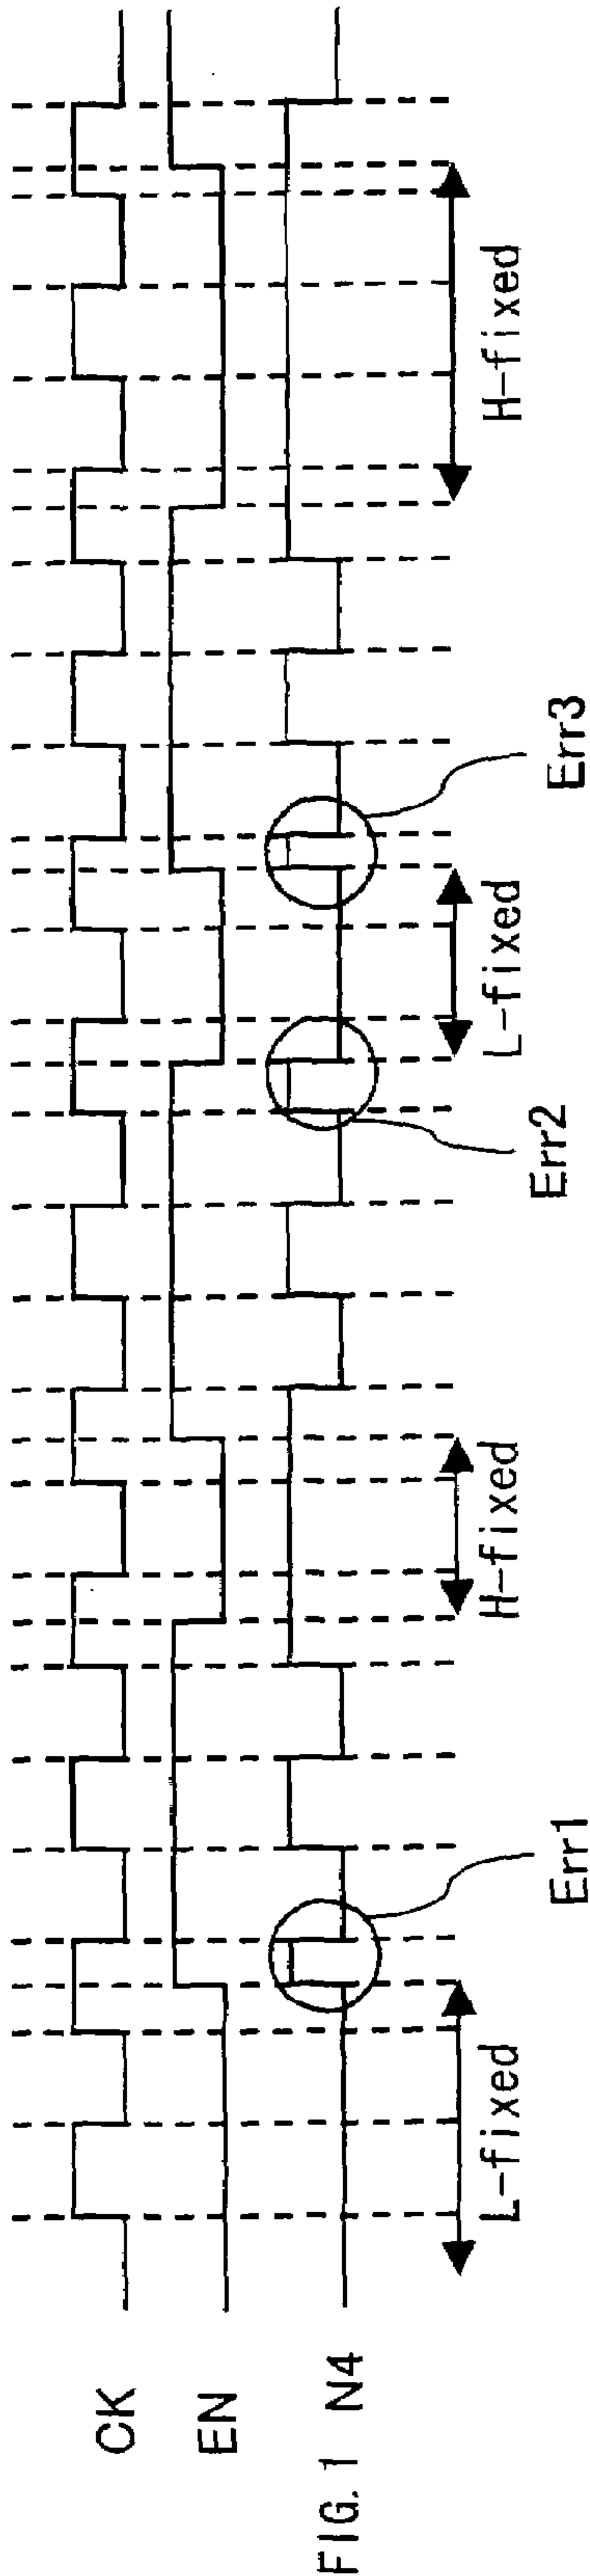 CK
EN
FIG. 1 N4
L-fixed
Err1
H-fixed
Err2
L-fixed
Err3
H-fixed